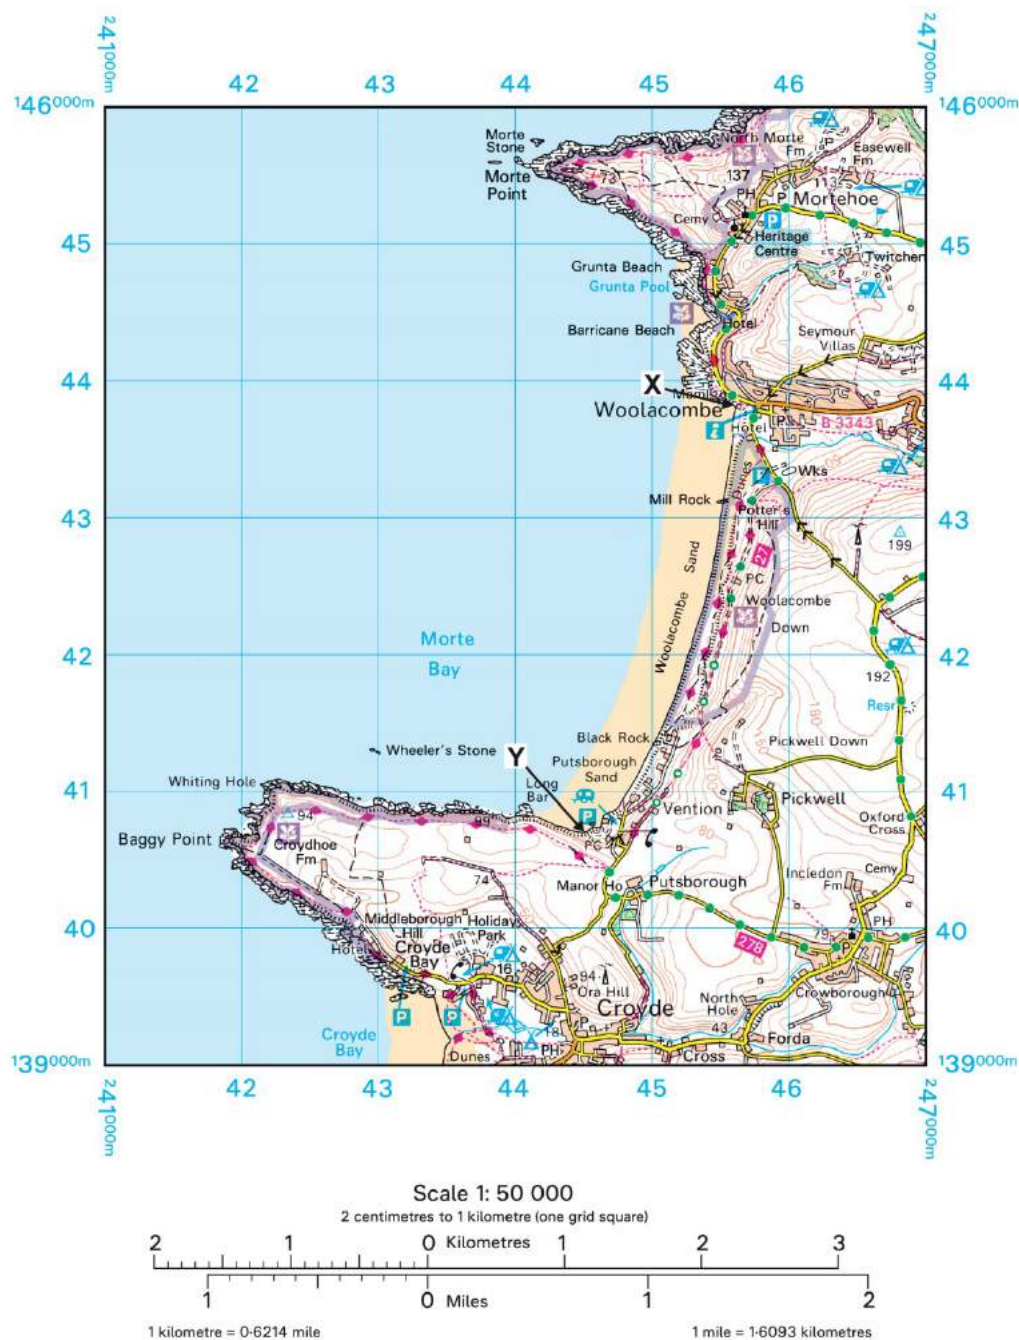 ²41000m
42
43
44
45
46
²47000m
¹46000m
¹46000m
Morte
Stone
Morte
Point
73
North Morte
Fm
P
Easewell
Fm
137
113
PH
P
Mortehoe
Cemy
P
Heritage
Centre
45
45
Twitchen
Grunta Beach
Grunta Pool
Hotel
Barricane Beach
Seymour
Villas
44
44
X
Woolacombe
Hotel
P
B 3343
Wks
Dunes
Mill Rock
43
43
Potter's
Hill
27
199
PC
Woolacombe Sand
Woolacombe
Down
Morte
Bay
42
42
192
Resr
180
Black Rock
Pickwell Down
Wheeler's Stone
Y
Putsborough
Sand
Whiting Hole
Long
Bar
41
41
P
Vention
Pickwell
94
99
Oxford
Cross
Baggy Point
Croydhoe
Fm
PC
80
Cemy
74
Manor Ho
Putsborough
Incledon
Fm
PH
40
40
Middleborough
Hill
Holiday
Park
278
79
P
Hotel
Croyde
Bay
16
94
Ora Hill
Crowborough
North
Hole
Croyde
P
P
18
P
43
Croyde
Bay
Forda
Dunes
PH
Cross
¹39000m
¹39000m
²41000m
42
43
44
45
46
²47000m
Scale 1: 50 000
2 centimetres to 1 kilometre (one grid square)
2 1 0 Kilometres 1 2 3
1 0 Miles 1 2
1 kilometre = 0·6214 mile 1 mile = 1·6093 kilometres